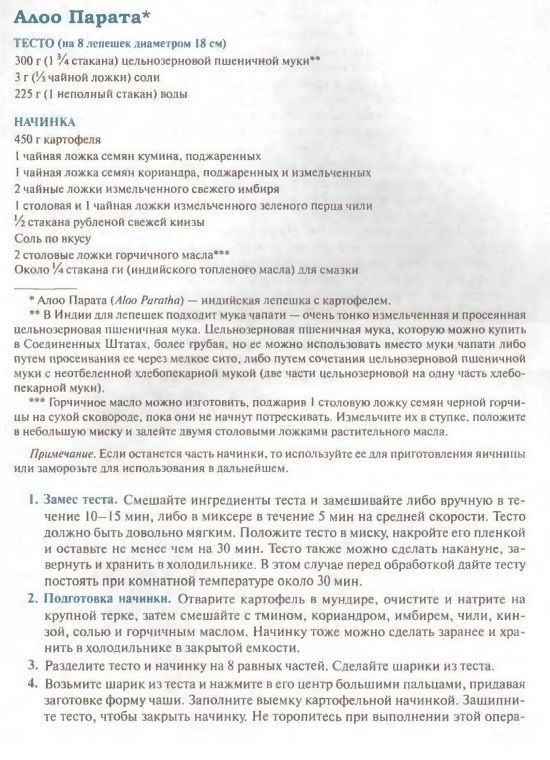 Алоо Парата*
ТЕСТО (на 8 лепешек диаметром 18 см)
300 г (1 ¾ стакана) цельнозерновой пшеничной муки**
3 г (⅓ чайной ложки) соли
225 г (1 неполный стакан) воды
НАЧИНКА
450 г картофеля
1 чайная ложка семян кумина, поджаренных
1 чайная ложка семян кориандра, поджаренных и измельченных
2 чайные ложки измельченного свежего имбиря
1 столовая и 1 чайная ложки измельченного зеленого перца чили
½ стакана рубленой свежей кинзы
Соль по вкусу
2 столовые ложки горчичного масла***
Около ¼ стакана ги (индийского топленого масла) для смазки
* Алоо Парата (Aloo Paratha) — индийская лепешка с картофелем.
** В Индии для лепешек подходит мука чапати — очень тонко измельченная и просеянная
цельнозерновая пшеничная мука. Цельнозерновая пшеничная мука, которую можно купить
в Соединенных Штатах, более грубая, но ее можно использовать вместо муки чапати либо
путем просеивания ее через мелкое сито, либо путем сочетания цельнозерновой пшеничной
муки с неотбеленной хлебопекарной мукой (две части цельнозерновой на одну часть хлебо-
пекарной муки).
*** Горчичное масло можно изготовить, поджарив 1 столовую ложку семян черной горчи-
цы на сухой сковороде, пока они не начнут потрескивать. Измельчите их в ступке, положите
в небольшую миску и залейте двумя столовыми ложками растительного масла.
Примечание. Если останется часть начинки, то используйте ее для приготовления яичницы
или заморозьте для использования в дальнейшем.
1. Замес теста. Смешайте ингредиенты теста и замешивайте либо вручную в те-
чение 10–15 мин, либо в миксере в течение 5 мин на средней скорости. Тесто
должно быть довольно мягким. Положите тесто в миску, накройте его пленкой
и оставьте не менее чем на 30 мин. Тесто также можно сделать накануне, за-
вернуть и хранить в холодильнике. В этом случае перед обработкой дайте тесту
постоять при комнатной температуре около 30 мин.
2. Подготовка начинки. Отварите картофель в мундире, очистите и натрите на
крупной терке, затем смешайте с тмином, кориандром, имбирем, чили, кин-
зой, солью и горчичным маслом. Начинку тоже можно сделать заранее и хра-
нить в холодильнике в закрытой емкости.
3. Разделите тесто и начинку на 8 равных частей. Сделайте шарики из теста.
4. Возьмите шарик из теста и нажмите в его центр большими пальцами, придавая
заготовке форму чаши. Заполните выемку картофельной начинкой. Защипни-
те тесто, чтобы закрыть начинку. Не торопитесь при выполнении этой опера-